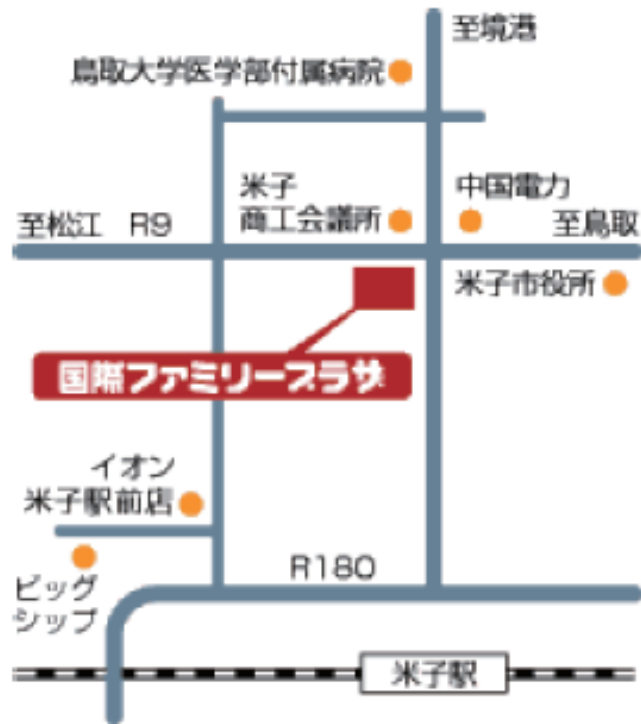 至境港
鳥取大学医学部付属病院
米子
商工会議所
中国電力
至松江 R9
至鳥取
米子市役所
国際ファミリープラザ
イオン
米子駅前店
R180
ビッグ
シップ
米子駅